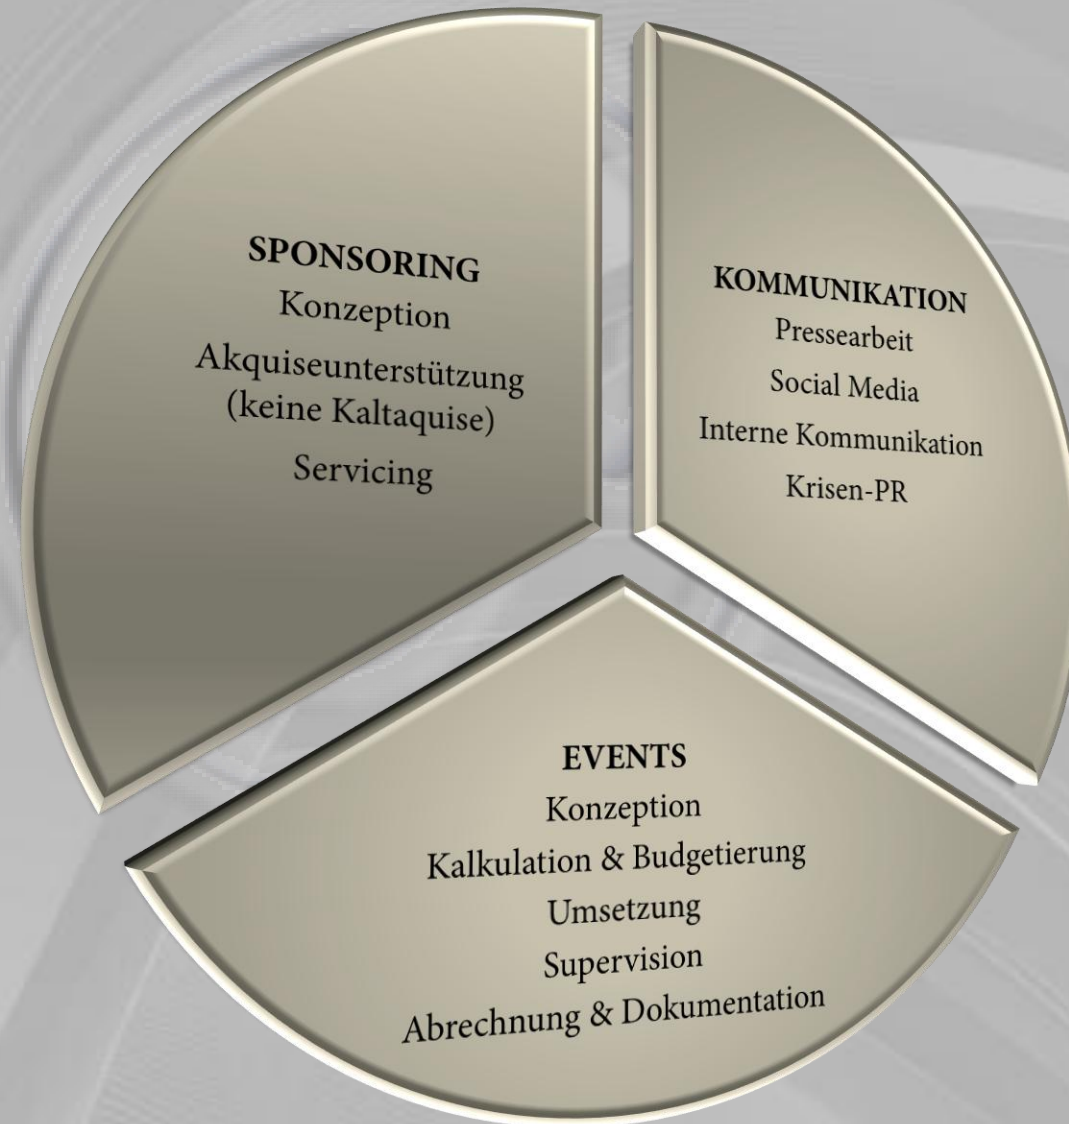 SPONSORING
Konzeption
Akquiseunterstützung
(keine Kaltaquise)
Servicing
KOMMUNIKATION
Pressearbeit
Social Media
Interne Kommunikation
Krisen-PR
EVENTS
Konzeption
Kalkulation & Budgetierung
Umsetzung
Supervision
Abrechnung & Dokumentation